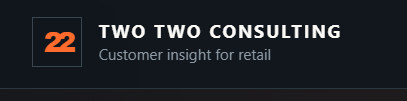 22
TWO TWO CONSULTING
Customer insight for retail